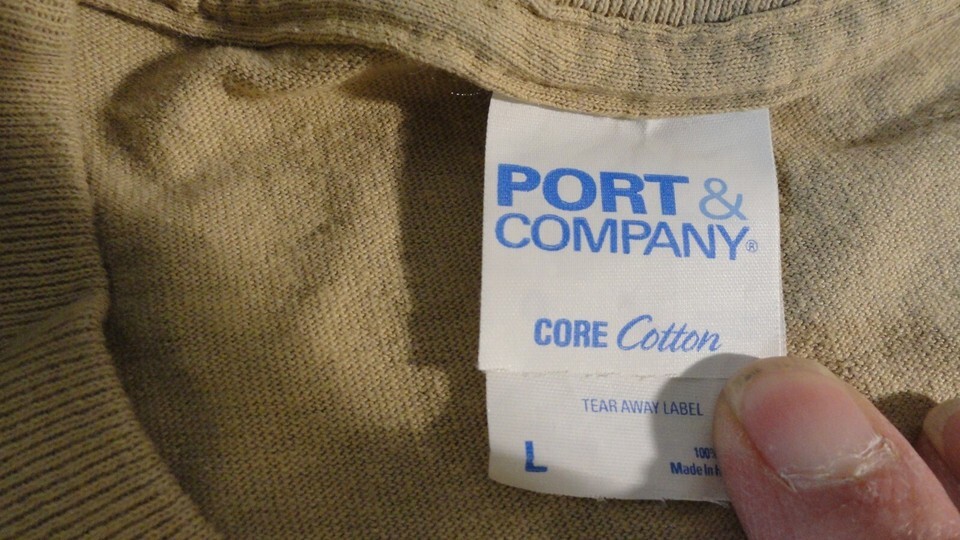 PORT &
COMPANY®
CORE Cotton
TEAR AWAY LABEL
L
100%
Made In